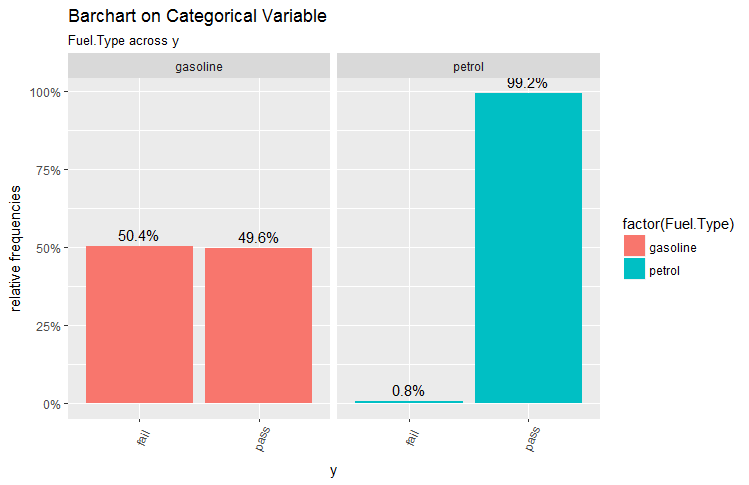 Barchart on Categorical Variable
Fuel.Type across y
gasoline
petrol
100%
75%
50%
25%
0%
relative frequencies
50.4%
49.6%
0.8%
99.2%
fail
pass
fail
pass
y
factor(Fuel.Type)
gasoline
petrol